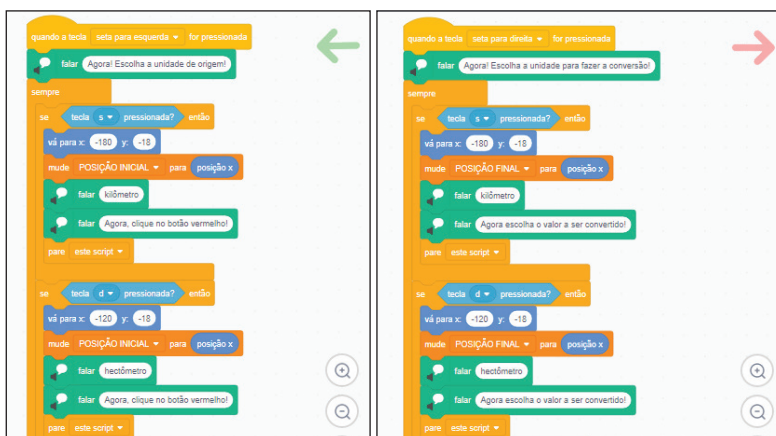 quando a tecla seta para esquerda for pressionada
falar Agora! Escolha a unidade de origem!
sempre
se tecla s pressionada? então
vá para x: -180 y: -18
mude POSIÇÃO INICIAL para posição x
falar kilômetro
falar Agora, clique no botão vermelho!
pare este script
se tecla d pressionada? então
vá para x: -120 y: -18
mude POSIÇÃO INICIAL para posição x
falar hectômetro
falar Agora, clique no botão vermelho!
pare este script
quando a tecla seta para direita for pressionada
falar Agora! Escolha a unidade para fazer a conversão!
sempre
se tecla s pressionada? então
vá para x: -180 y: -18
mude POSIÇÃO FINAL para posição x
falar kilômetro
falar Agora escolha o valor a ser convertido!
pare este script
se tecla d pressionada? então
vá para x: -120 y: -18
mude POSIÇÃO FINAL para posição x
falar hectômetro
falar Agora escolha o valor a ser convertido!
pare este script